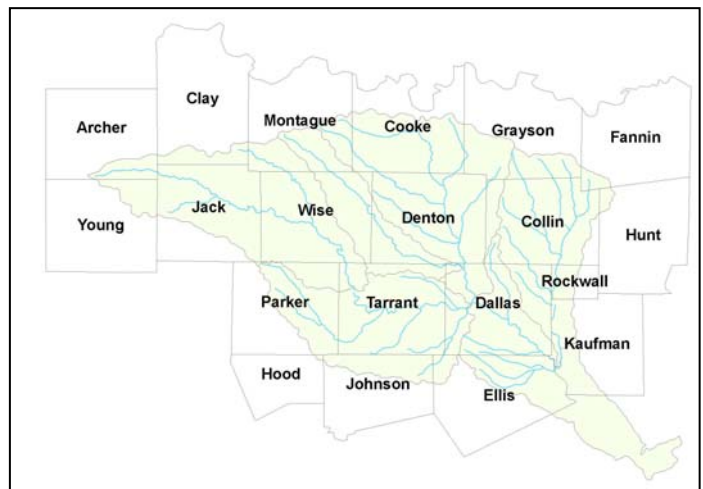 Clay
Archer
Montague
Cooke
Grayson
Fannin
Young
Jack
Wise
Denton
Collin
Hunt
Rockwall
Parker
Tarrant
Dallas
Kaufman
Hood
Johnson
Ellis